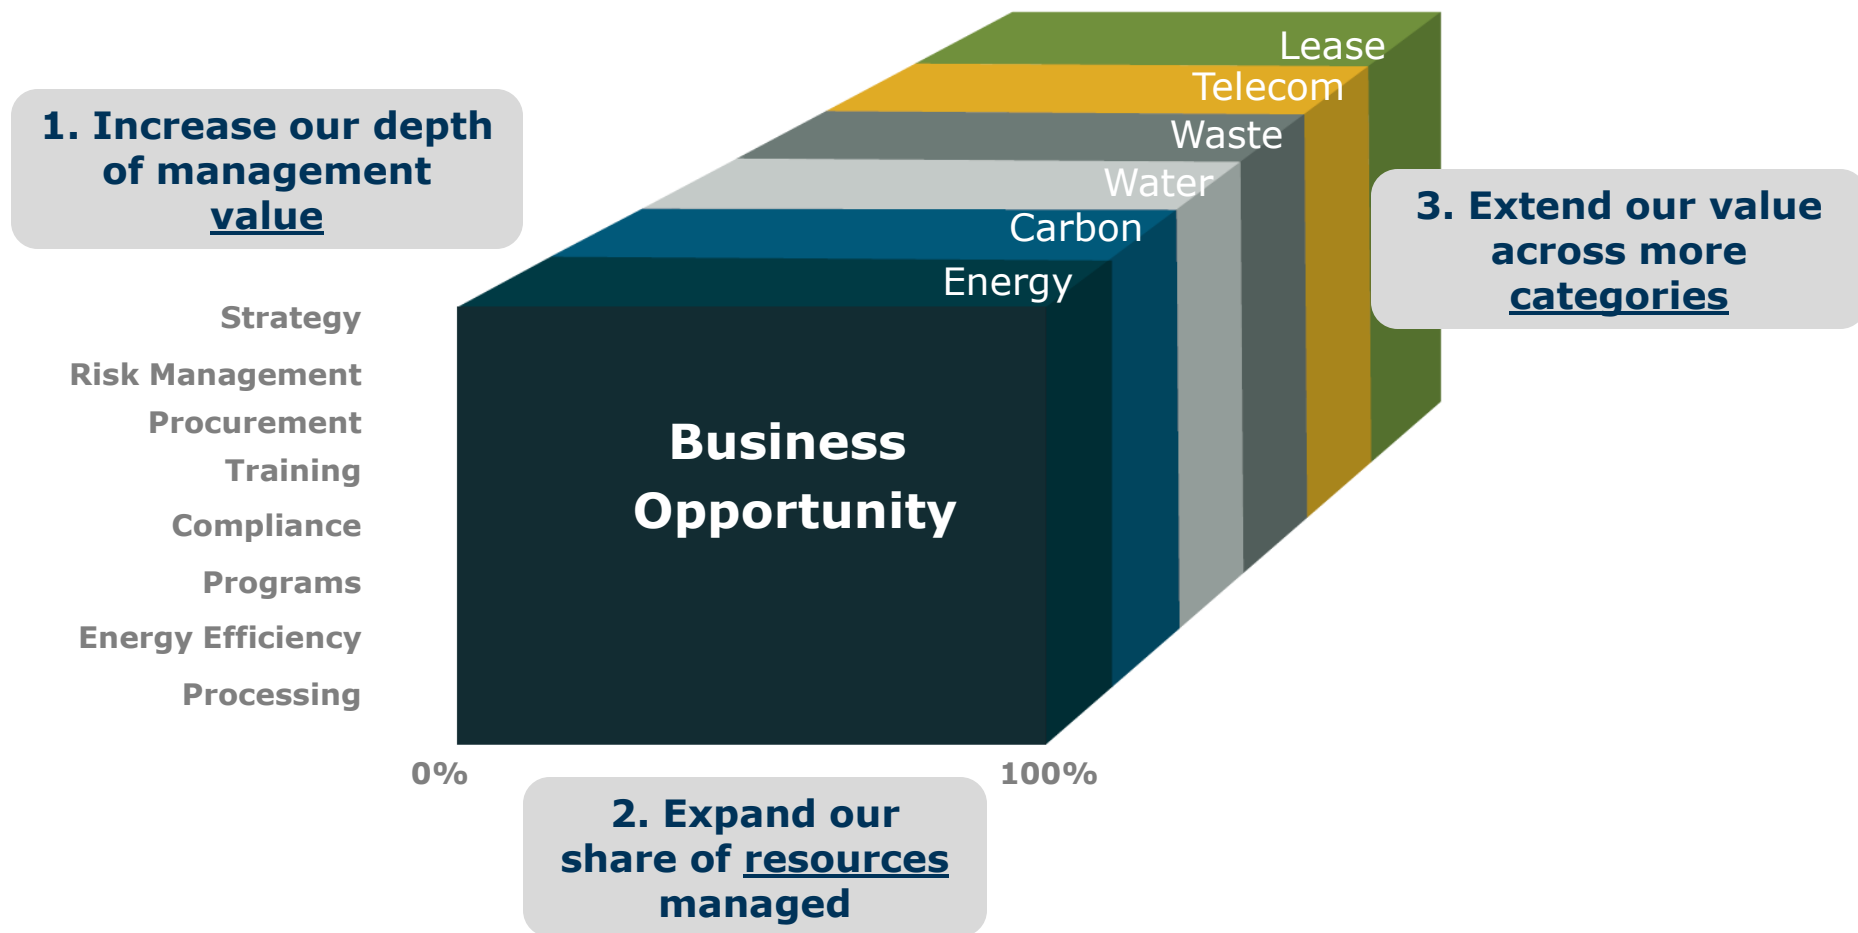 Lease
Telecom
Waste
Water
Carbon
Energy
1. Increase our depth
of management
value
3. Extend our value
across more
categories
Strategy
Risk Management
Procurement
Training
Compliance
Programs
Energy Efficiency
Processing
Business
Opportunity
0%
100%
2. Expand our
share of resources
managed